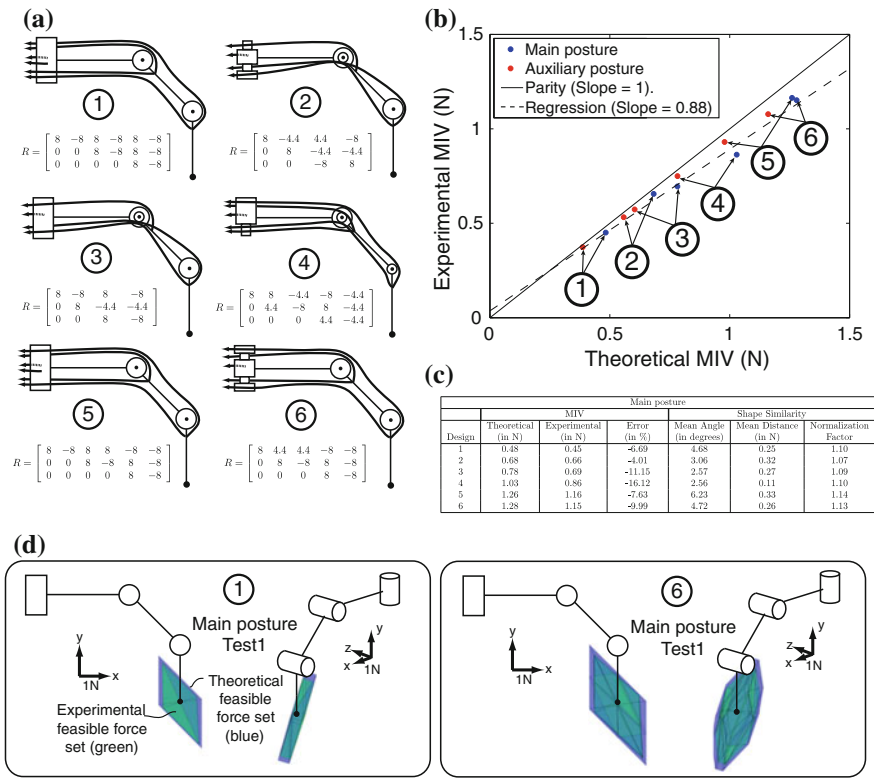 (a)
1
R = [ 8 −8 8 −8 8 −8
0 0 8 −8 8 −8
0 0 0 0 8 −8 ]
2
R = [ 8 −4.4 4.4 −8
0 8 −4.4 −4.4
0 0 −8 8 ]
3
R = [ 8 8 8 −8
0 8 −4.4 −4.4
0 0 8 −8 ]
4
R = [ 8 8 −4.4 −8 −4.4
0 4.4 −8 8 −4.4
0 0 0 4.4 −4.4 ]
5
R = [ 8 −8 8 8 −8 −8
0 0 8 −8 8 −8
0 0 0 0 8 −8 ]
6
R = [ 8 4.4 4.4 −8 −8
0 8 −8 8 −8
0 0 8 8 −8 ]
(b)
Experimental MIV (N)
1.5
1
0.5
0
Main posture
Auxiliary posture
Parity (Slope = 1).
Regression (Slope = 0.88)
1
2
3
4
5
6
0 0.5 1 1.5
Theoretical MIV (N)
(c)
Main posture
MIV Shape Similarity
Design Theoretical (in N) Experimental (in N) Error (in %) Mean Angle (in degrees) Mean Distance (in N) Normalization Factor
1 0.48 0.45 -6.69 4.68 0.25 1.10
2 0.68 0.66 -4.01 3.06 0.32 1.07
3 0.78 0.69 -11.15 2.57 0.27 1.09
4 1.03 0.86 -16.12 2.56 0.11 1.10
5 1.26 1.16 -7.63 6.23 0.33 1.14
6 1.28 1.15 -9.99 4.72 0.26 1.13
(d)
1
Main posture
Test1
y
x
1N
y
z
x
1N
Theoretical
feasible
force set
(blue)
Experimental
feasible force
set (green)
6
Main posture
Test1
y
x
1N
y
z
x
1N